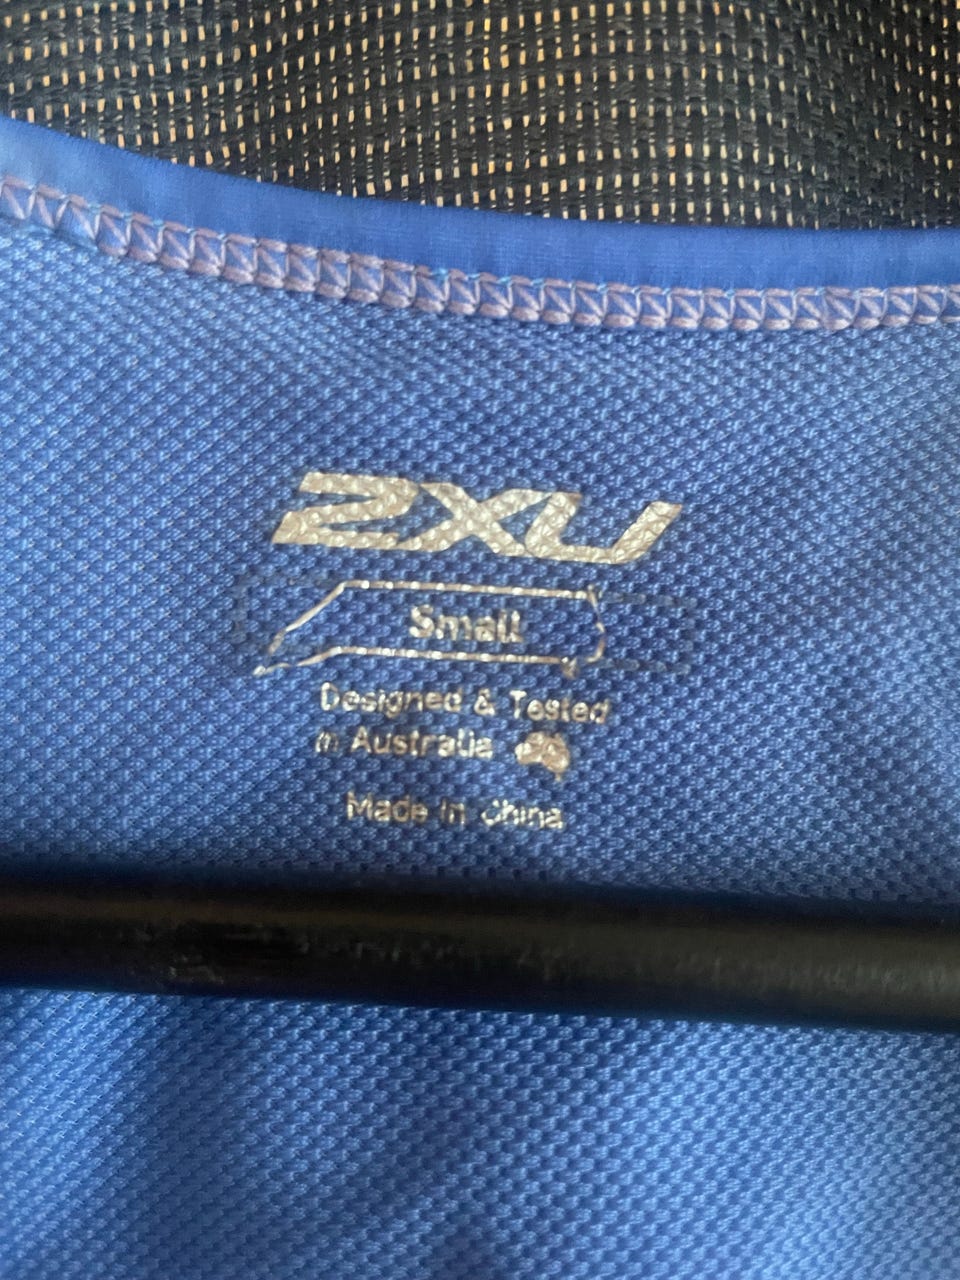 2XU
Small
Designed & Tested
in Australia
Made in China